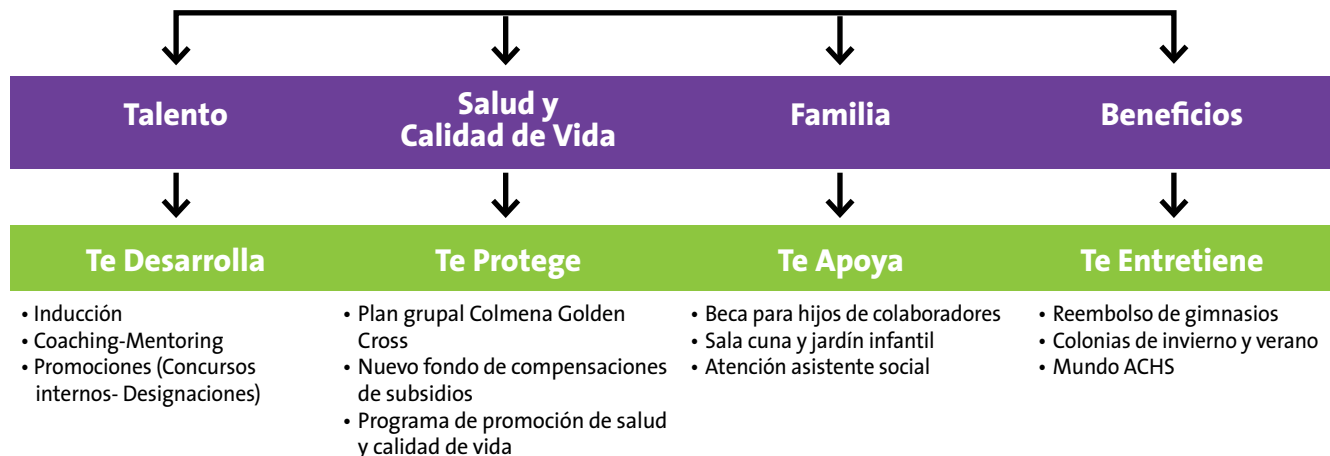 Talento
Salud y
Calidad de Vida
Familia
Beneficios
Te Desarrolla
Te Protege
Te Apoya
Te Entretiene
• Inducción
• Coaching-Mentoring
• Promociones (Concursos
internos- Designaciones)
• Plan grupal Colmena Golden
Cross
• Nuevo fondo de compensaciones
de subsidios
• Programa de promoción de salud
y calidad de vida
• Beca para hijos de colaboradores
• Sala cuna y jardín infantil
• Atención asistente social
• Reembolso de gimnasios
• Colonias de invierno y verano
• Mundo ACHS